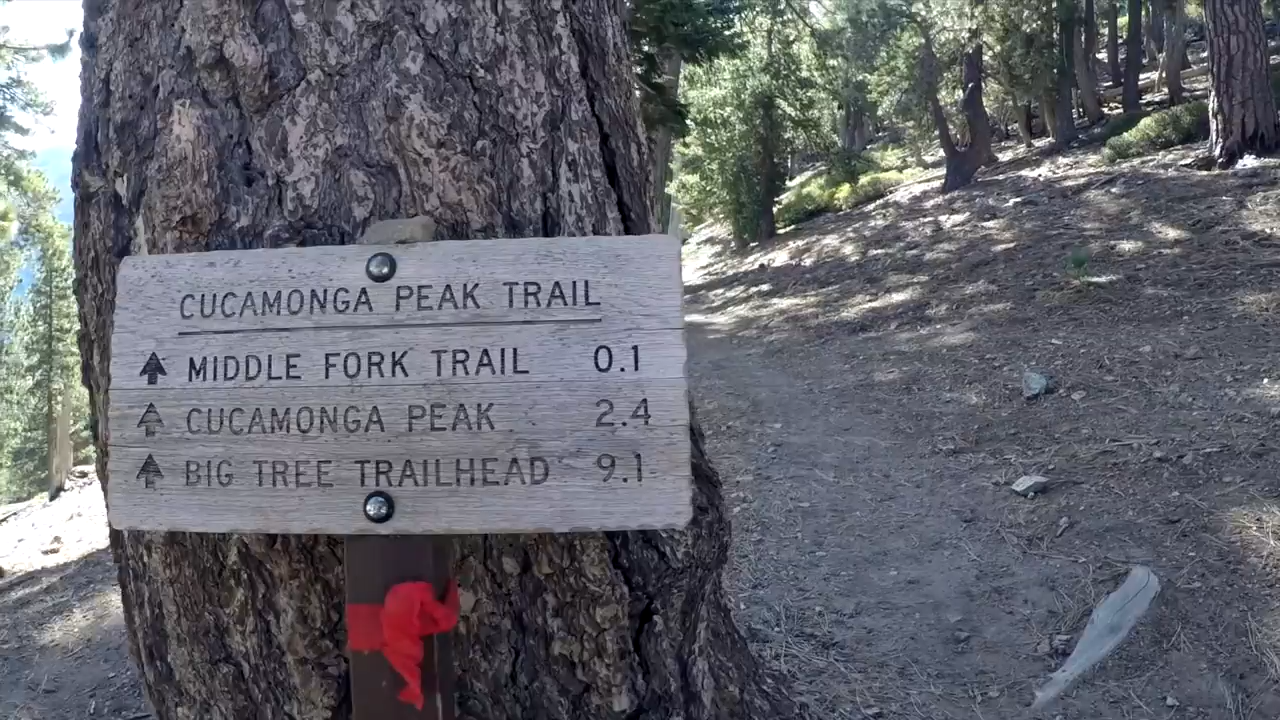 CUCAMONGA PEAK TRAIL
MIDDLE FORK TRAIL 0.1
CUCAMONGA PEAK 2.4
BIG TREE TRAILHEAD 9.1